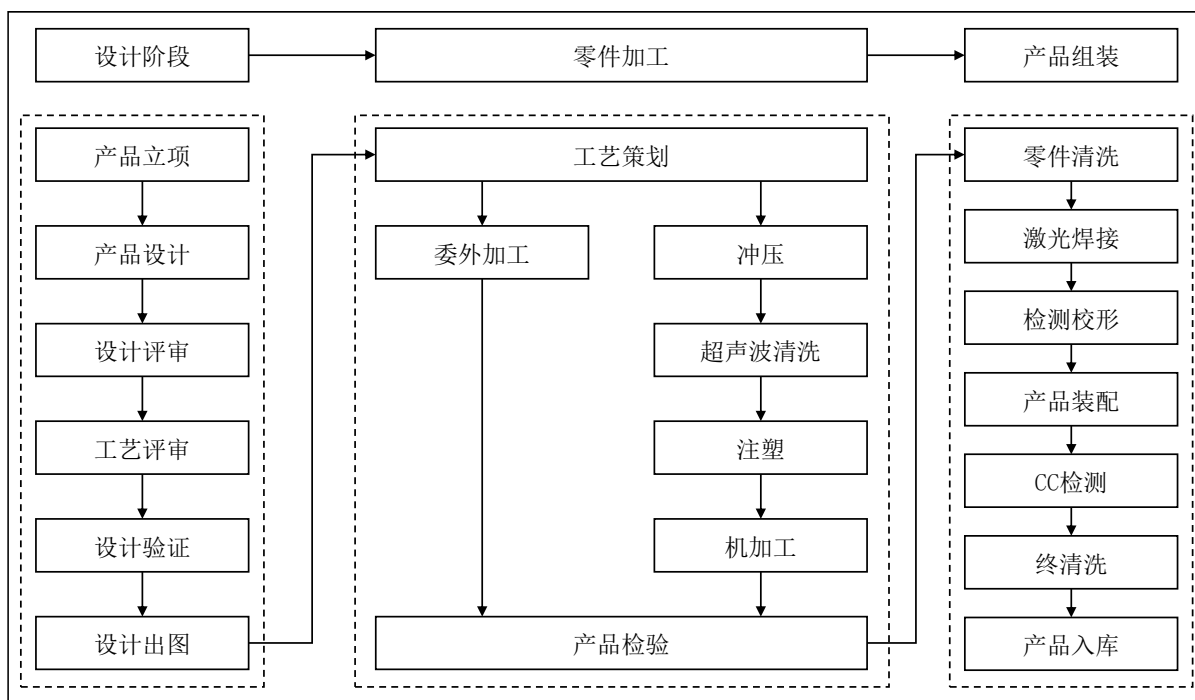 设计阶段
零件加工
产品组装
产品立项
产品设计
设计评审
工艺评审
设计验证
设计出图
工艺策划
委外加工
冲压
超声波清洗
注塑
机加工
产品检验
零件清洗
激光焊接
检测校形
产品装配
CC检测
终清洗
产品入库